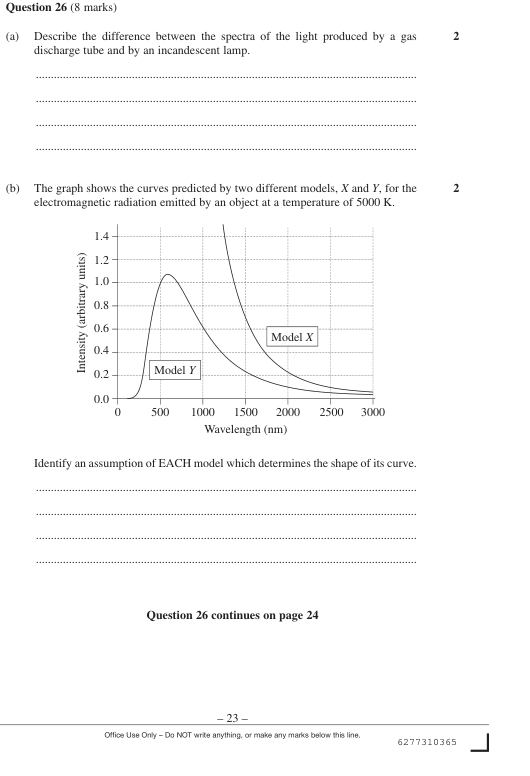 Question 26 (8 marks)
(a) Describe the difference between the spectra of the light produced by a gas 2
discharge tube and by an incandescent lamp.
(b) The graph shows the curves predicted by two different models, X and Y, for the 2
electromagnetic radiation emitted by an object at a temperature of 5000 K.
1.4
1.2
1.0
0.8
0.6
0.4
0.2
0.0
Intensity (arbitrary units)
Model X
Model Y
0 500 1000 1500 2000 2500 3000
Wavelength (nm)
Identify an assumption of EACH model which determines the shape of its curve.
Question 26 continues on page 24
– 23 –
Office Use Only – Do NOT write anything, or make any marks below this line.
6277310365